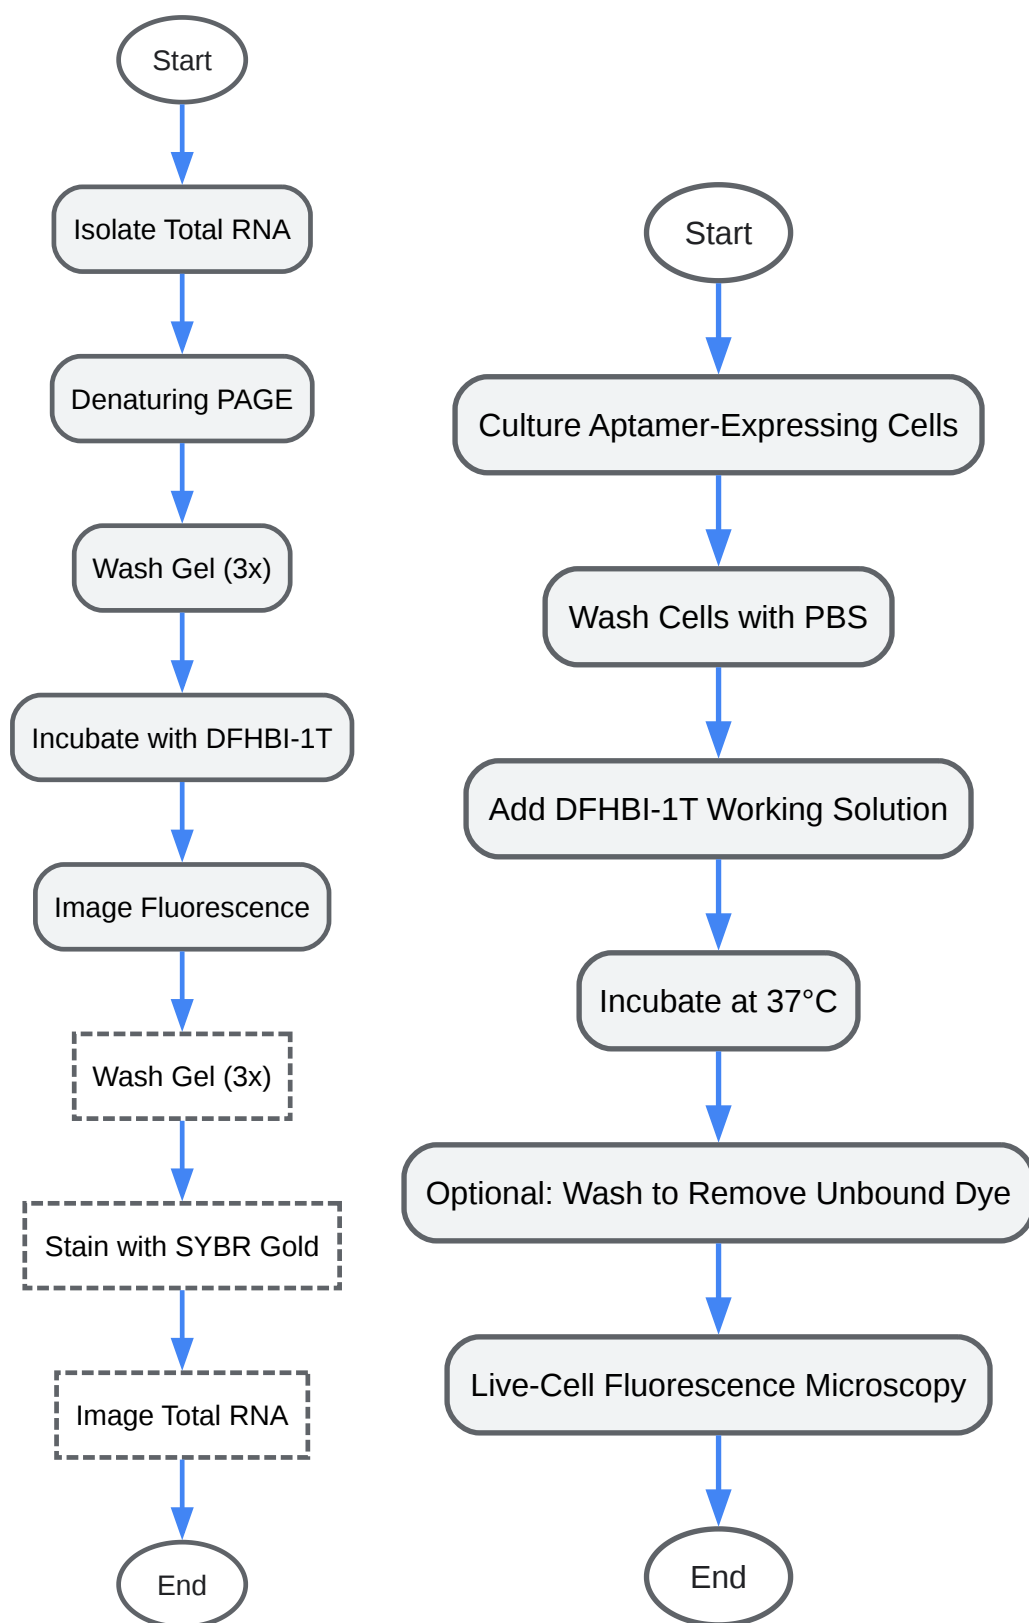 Start
Isolate Total RNA
Denaturing PAGE
Wash Gel (3x)
Incubate with DFHBI-1T
Image Fluorescence
Wash Gel (3x)
Stain with SYBR Gold
Image Total RNA
End
Start
Culture Aptamer-Expressing Cells
Wash Cells with PBS
Add DFHBI-1T Working Solution
Incubate at 37°C
Optional: Wash to Remove Unbound Dye
Live-Cell Fluorescence Microscopy
End